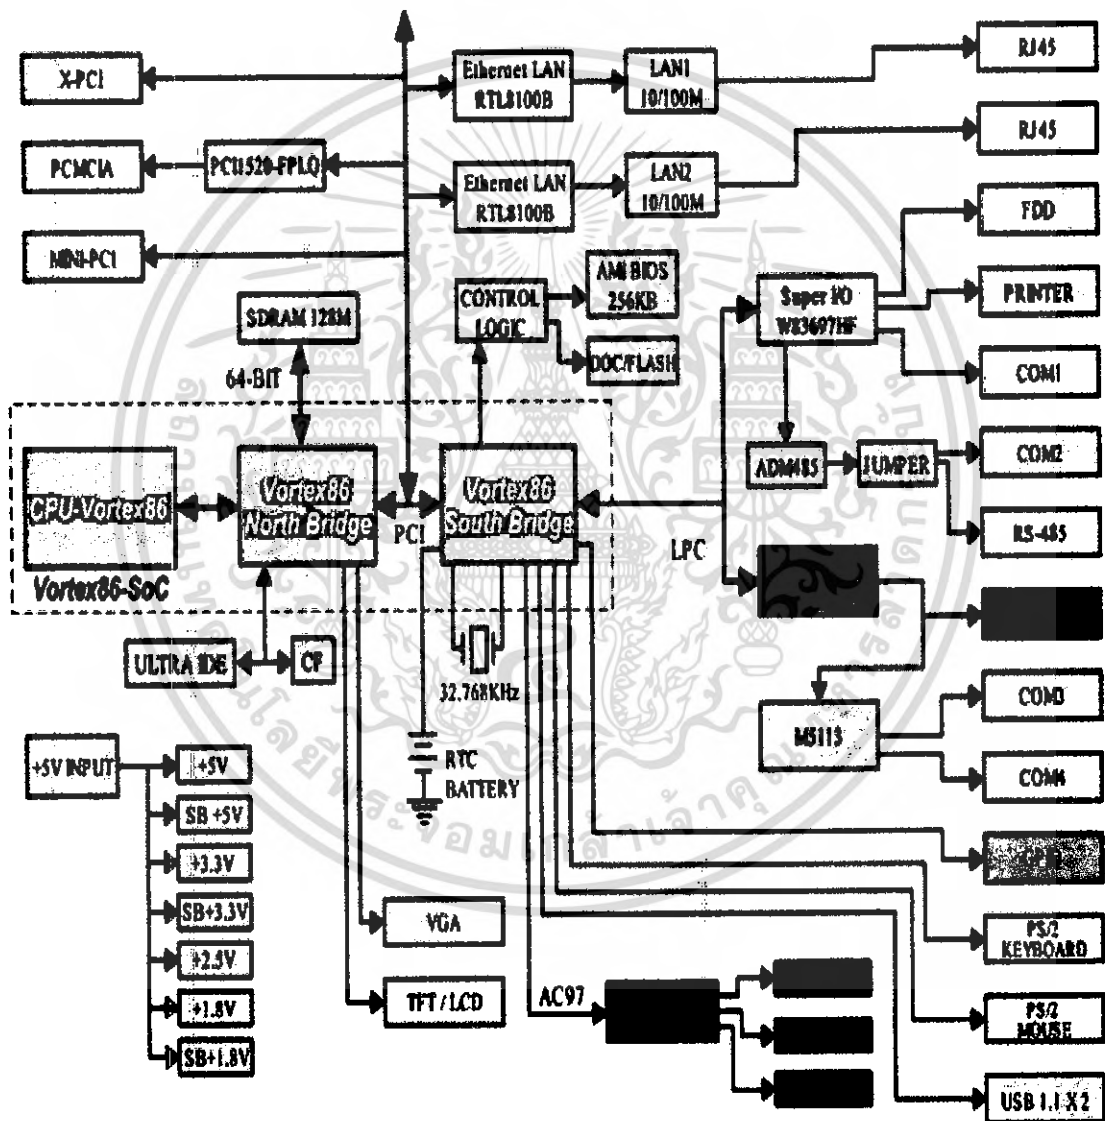 X-PCI
PCMCIA
PCI1520-FPLQ
MINI-PCI
Ethernet LAN
RTL8100B
LAN1
10/100M
RJ45
Ethernet LAN
RTL8100B
LAN2
10/100M
RJ45
FDD
PRINTER
COM1
COM2
RS-485
SDRAM 128M
64-BIT
CONTROL
LOGIC
AMI BIOS
256KB
DOC/FLASH
Super I/O
W83697HF
ADM485
JUMPER
CPU-Vortex86
Vortex86
North Bridge
PCI
Vortex86
South Bridge
LPC
Vortex86-SoC
ULTRA IDE
CF
32.768KHz
RTC
BATTERY
M5113
COM3
COM4
+5V INPUT
+5V
SB +5V
+3.3V
SB+3.3V
+2.5V
+1.8V
SB+1.8V
VGA
TFT / LCD
AC97
PS/2
KEYBOARD
PS/2
MOUSE
USB 1.1 X 2